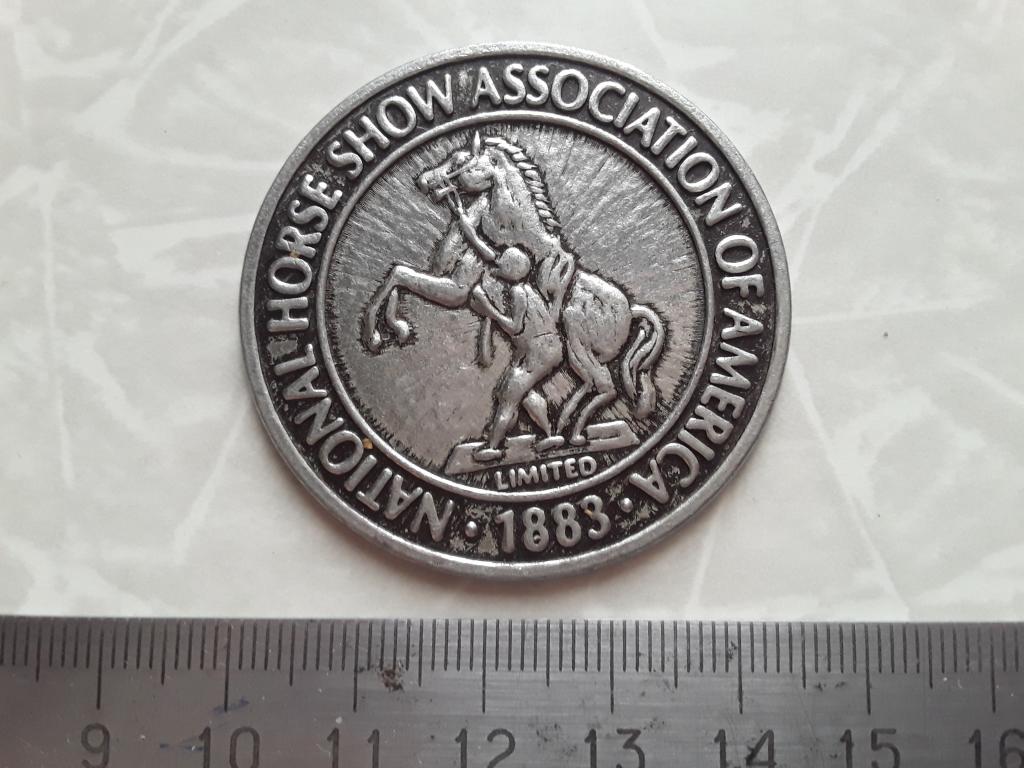 NATIONAL HORSE SHOW ASSOCIATION OF AMERICA
LIMITED
· 1883 ·
9 10 11 12 13 14 15 16